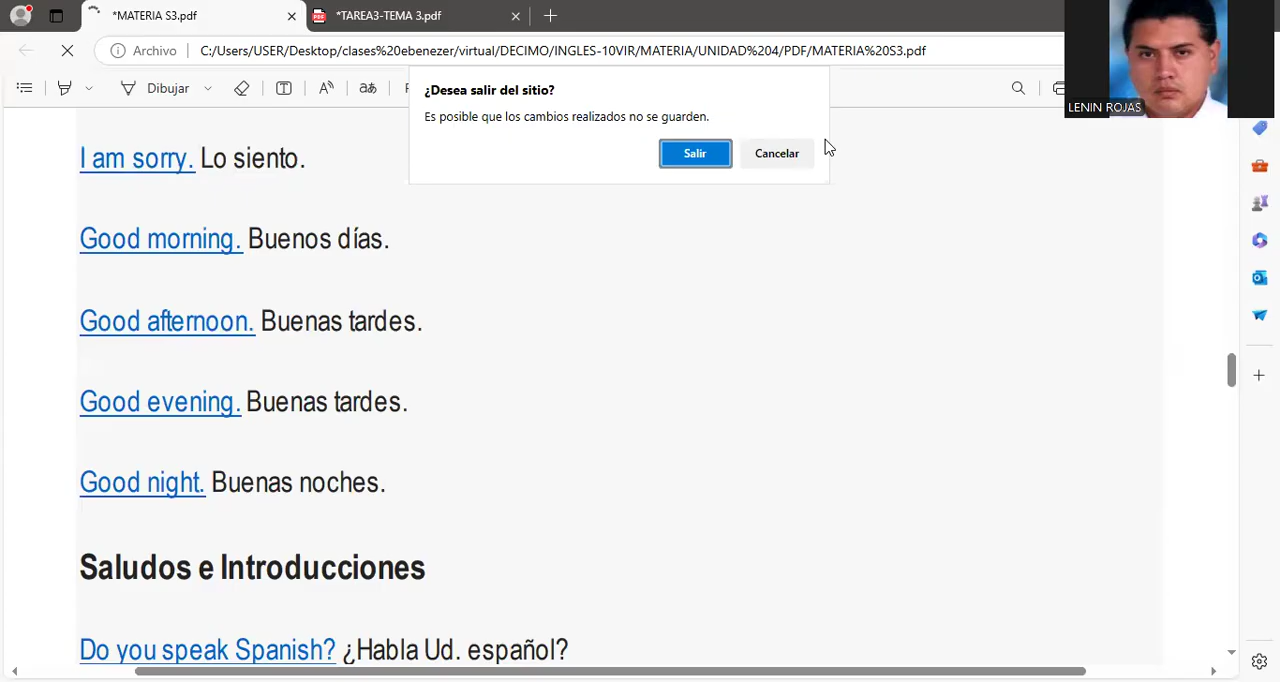 *MATERIA S3.pdf
*TAREA3-TEMA 3.pdf
Archivo
C:/Users/USER/Desktop/clases%20ebenezer/virtual/DECIMO/INGLES-10VIR/MATERIA/UNIDAD%204/PDF/MATERIA%20S3.pdf
Dibujar
¿Desea salir del sitio?
Es posible que los cambios realizados no se guarden.
Salir
Cancelar
LENIN ROJAS
I am sorry. Lo siento.
Good morning. Buenos días.
Good afternoon. Buenas tardes.
Good evening. Buenas tardes.
Good night. Buenas noches.
Saludos e Introducciones
Do you speak Spanish? ¿Habla Ud. español?